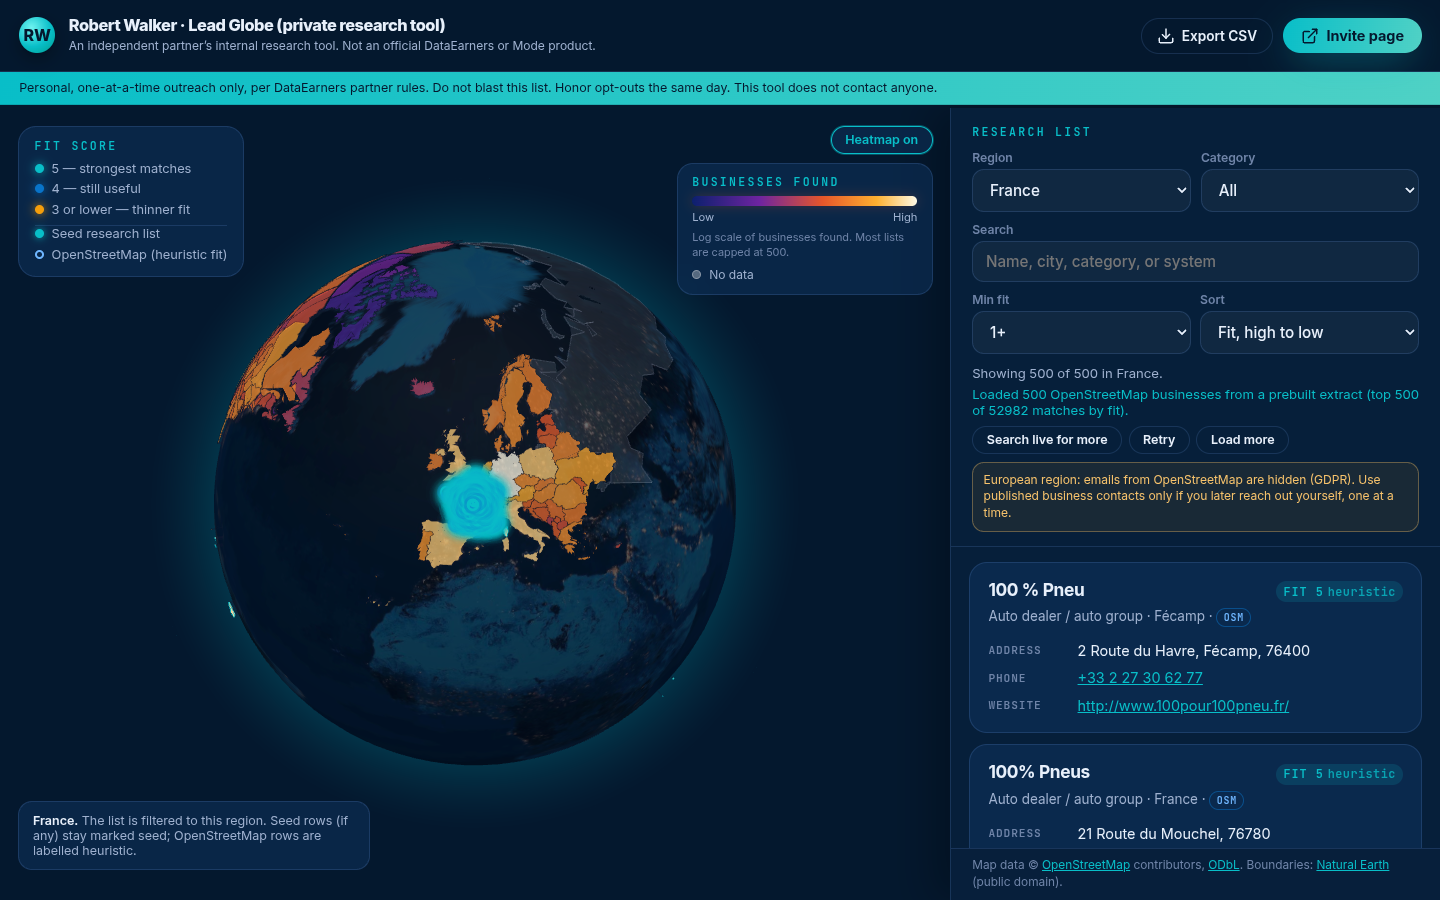 RW
Robert Walker · Lead Globe (private research tool)
An independent partner’s internal research tool. Not an official DataEarners or Mode product.
Export CSV
Invite page
Personal, one-at-a-time outreach only, per DataEarners partner rules. Do not blast this list. Honor opt-outs the same day. This tool does not contact anyone.
FIT SCORE
5 — strongest matches
4 — still useful
3 or lower — thinner fit
Seed research list
OpenStreetMap (heuristic fit)
Heatmap on
BUSINESSES FOUND
Low High
Log scale of businesses found. Most lists
are capped at 500.
No data
France. The list is filtered to this region. Seed rows (if
any) stay marked seed; OpenStreetMap rows are
labelled heuristic.
RESEARCH LIST
Region Category
France All
Search
Name, city, category, or system
Min fit Sort
1+ Fit, high to low
Showing 500 of 500 in France.
Loaded 500 OpenStreetMap businesses from a prebuilt extract (top 500
of 52982 matches by fit).
Search live for more Retry Load more
European region: emails from OpenStreetMap are hidden (GDPR). Use
published business contacts only if you later reach out yourself, one at a
time.
100 % Pneu FIT 5 heuristic
Auto dealer / auto group · Fécamp · OSM
ADDRESS 2 Route du Havre, Fécamp, 76400
PHONE +33 2 27 30 62 77
WEBSITE http://www.100pour100pneu.fr/
100% Pneus FIT 5 heuristic
Auto dealer / auto group · France · OSM
ADDRESS 21 Route du Mouchel, 76780
Map data © OpenStreetMap contributors, ODbL. Boundaries: Natural Earth
(public domain).